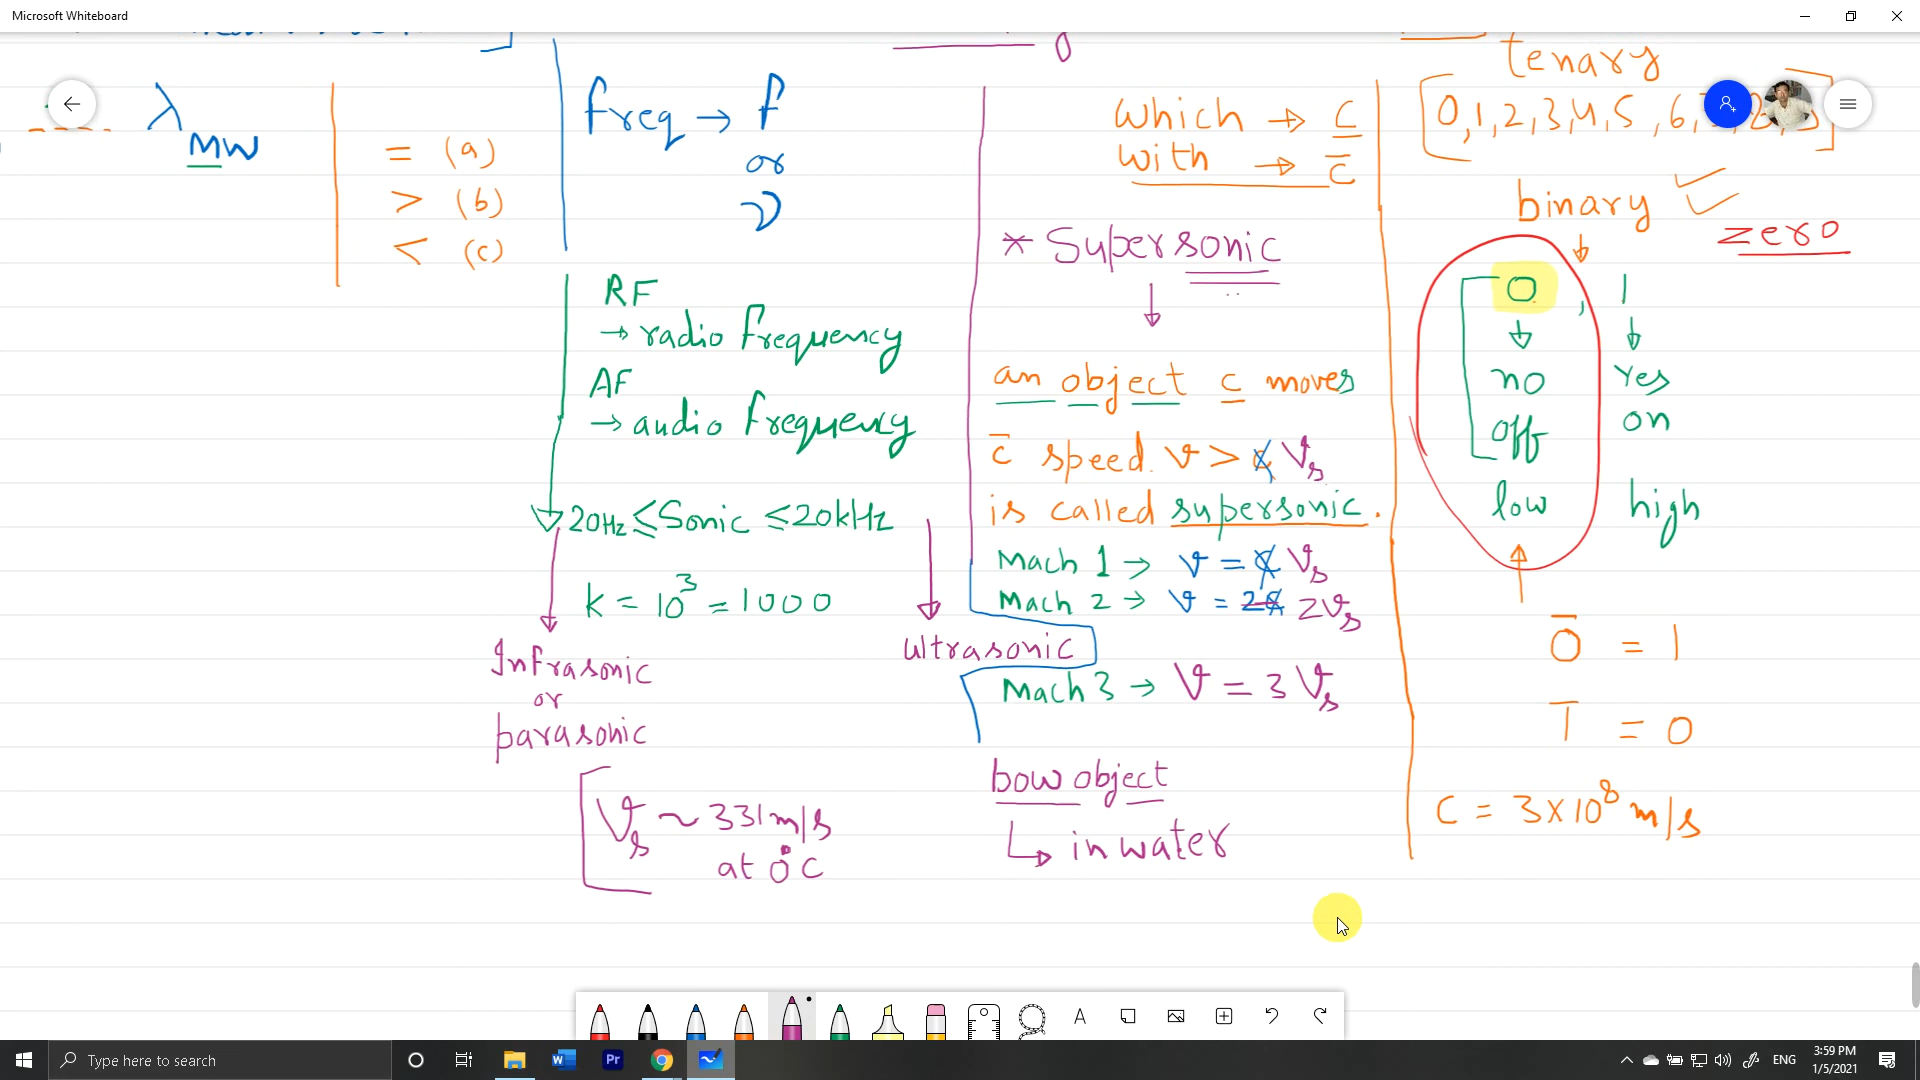 Microsoft Whiteboard
λ MW
= (a)
> (b)
< (c)
freq → f
or
ν
RF
→ radio frequency
AF
→ audio frequency
20Hz ≤ Sonic ≤ 20kHz
k = 10³ = 1000
Infrasonic
or
parasonic
Vs ~ 331m/s
at 0°C
which → c
with → c̅
* Supersonic
an object c moves
c̅ speed v > c Vs
is called supersonic.
Mach 1 → v = c Vs
Mach 2 → v = 2c 2Vs
ultrasonic
Mach 3 → V = 3 Vs
bow object
↳ in water
tenary
[0,1,2,3,4,5,6,
binary
zero
0, 1
no Yes
off on
low high
0̅ = 1
1̅ = 0
C = 3×10⁸ m/s
Type here to search
ENG
3:59 PM
1/5/2021